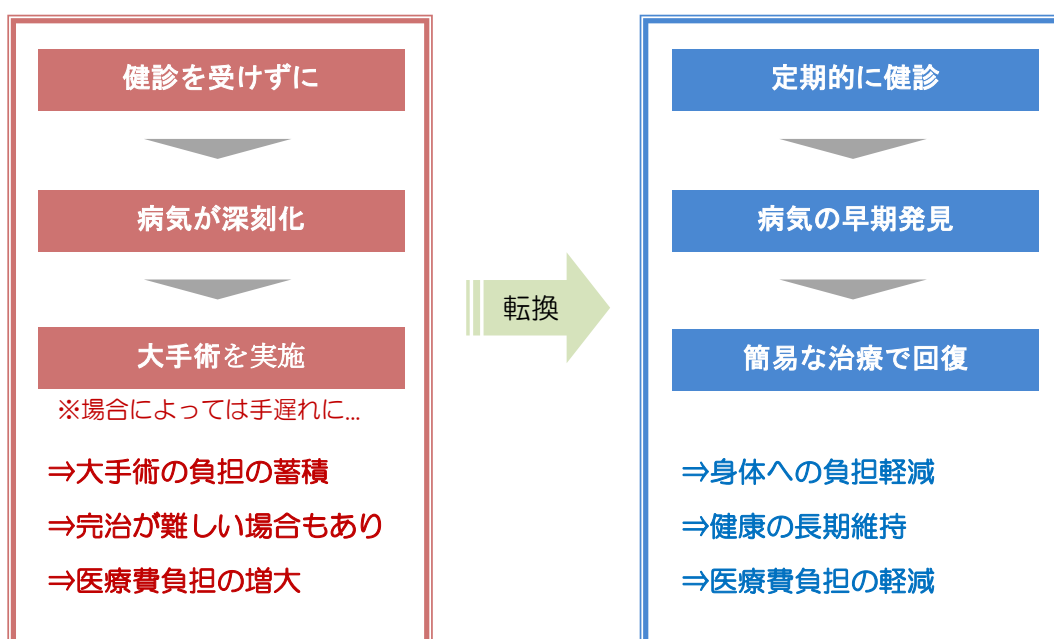 健診を受けずに
病気が深刻化
大手術を実施
※場合によっては手遅れに...
⇒大手術の負担の蓄積
⇒完治が難しい場合もあり
⇒医療費負担の増大
転換
定期的に健診
病気の早期発見
簡易な治療で回復
⇒身体への負担軽減
⇒健康の長期維持
⇒医療費負担の軽減